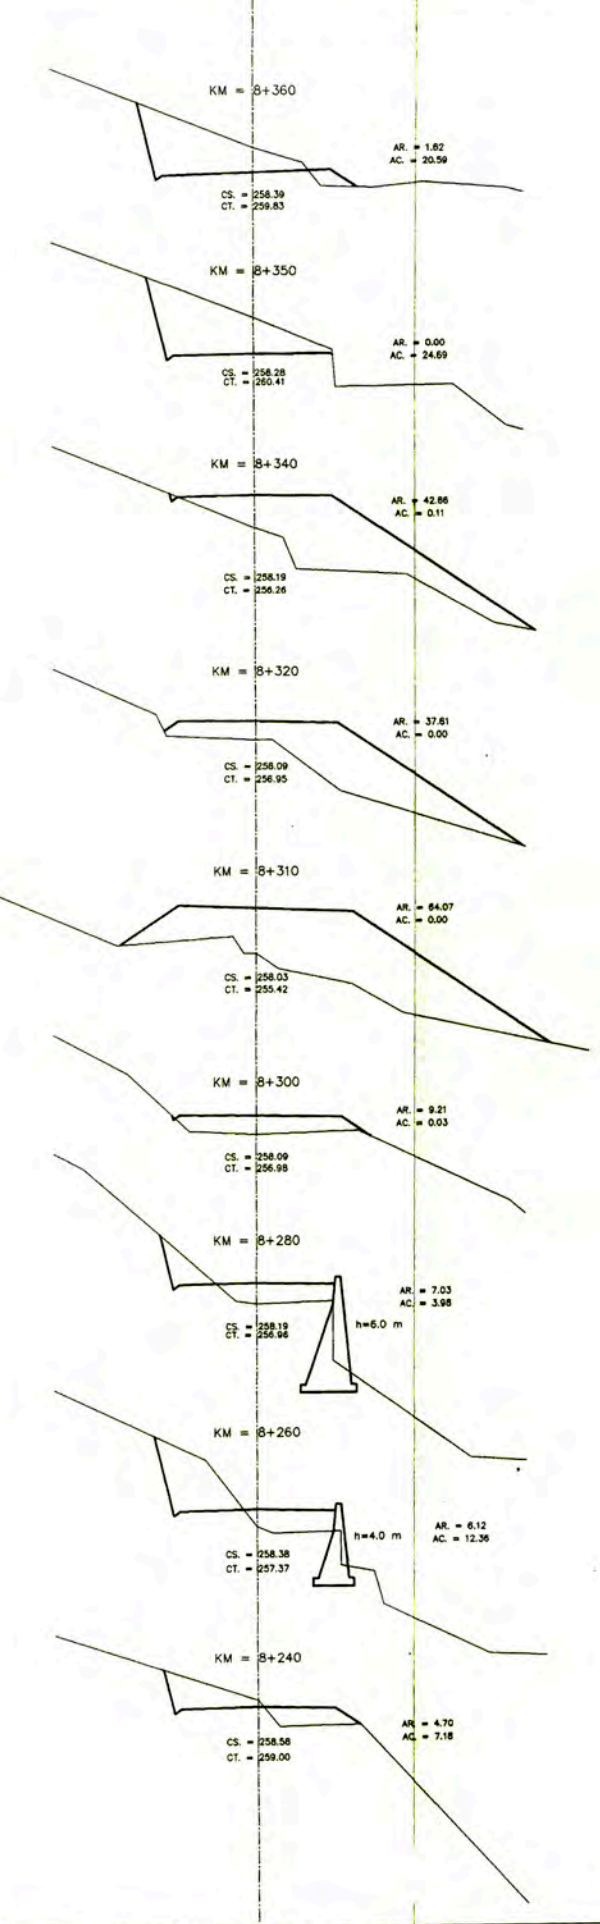 KM = 8+360
AR. = 1.62
AC. = 20.59
CS. = 258.39
CT. = 259.83
KM = 8+350
AR. = 0.00
AC. = 24.69
CS. = 258.28
CT. = 260.41
KM = 8+340
AR. = 42.86
AC. = 0.11
CS. = 258.19
CT. = 256.26
KM = 8+320
AR. = 37.61
AC. = 0.00
CS. = 258.09
CT. = 256.95
KM = 8+310
AR. = 64.07
AC. = 0.00
CS. = 258.03
CT. = 255.42
KM = 8+300
AR. = 9.21
AC. = 0.03
CS. = 258.09
CT. = 256.98
KM = 8+280
AR. = 7.03
AC. = 3.98
h=6.0 m
CS. = 258.19
CT. = 256.96
KM = 8+260
AR. = 6.12
AC. = 12.36
h=4.0 m
CS. = 258.38
CT. = 257.37
KM = 8+240
AR. = 4.70
AC. = 7.18
CS. = 258.58
CT. = 259.00